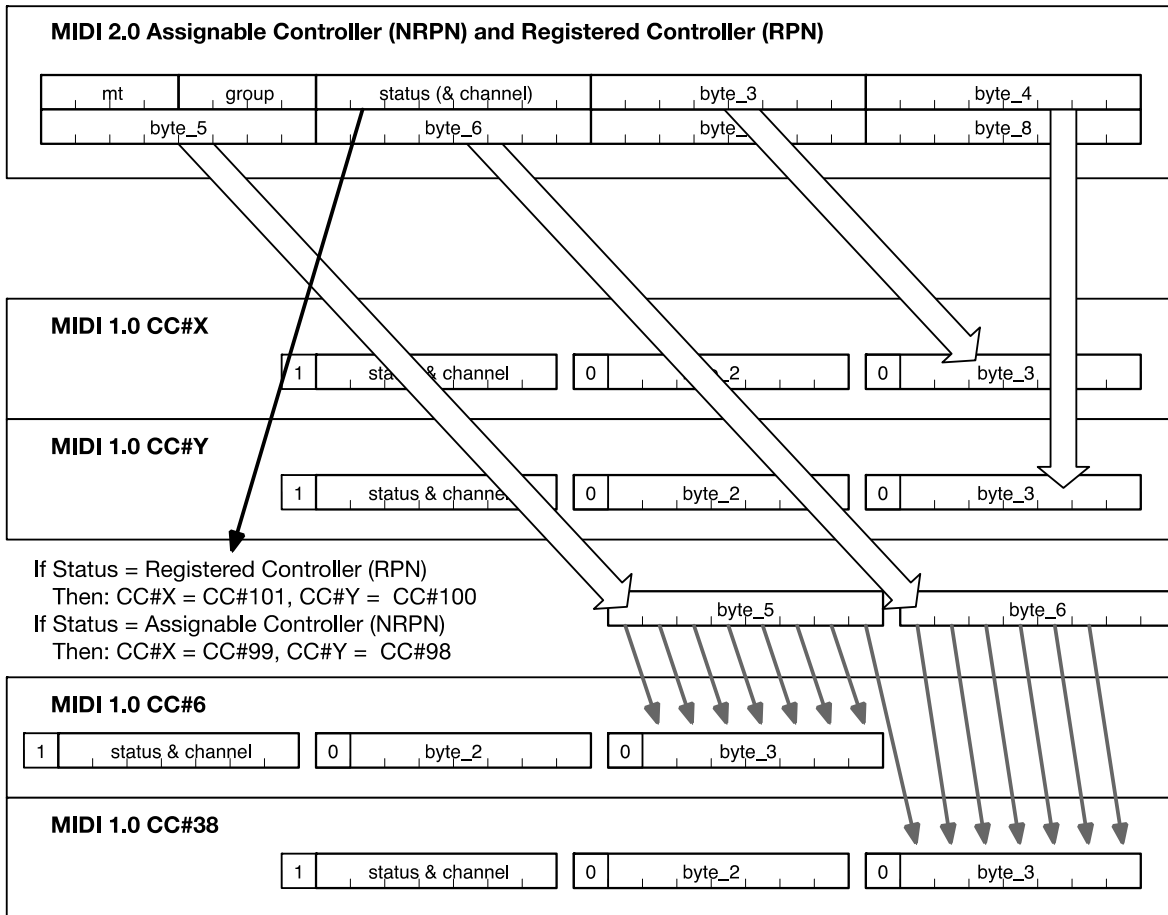 MIDI 2.0 Assignable Controller (NRPN) and Registered Controller (RPN)
mt group status (& channel) byte_3 byte_4
byte_5 byte_6 byte_ byte_8
MIDI 1.0 CC#X
1 & channel 0 _2 0 byte_3
MIDI 1.0 CC#Y
1 status & channel 0 byte_2 0 byte_3
If Status = Registered Controller (RPN)
Then: CC#X = CC#101, CC#Y = CC#100
If Status = Assignable Controller (NRPN)
Then: CC#X = CC#99, CC#Y = CC#98
byte_5 byte_6
MIDI 1.0 CC#6
1 status & channel 0 byte_2 0 byte_3
MIDI 1.0 CC#38
1 status & channel 0 byte_2 0 byte_3